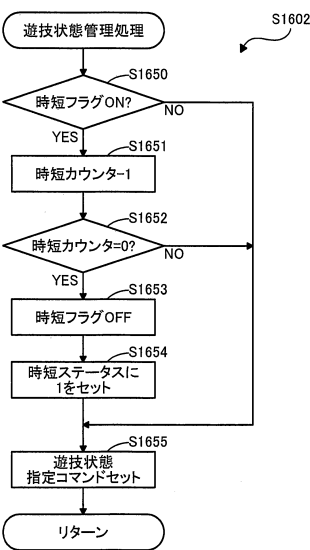 遊技状態管理処理
S1602
S1650
時短フラグON?
NO
YES
S1651
時短カウンタ-1
S1652
時短カウンタ=0?
NO
YES
S1653
時短フラグOFF
S1654
時短ステータスに
1をセット
S1655
遊技状態
指定コマンドセット
リターン